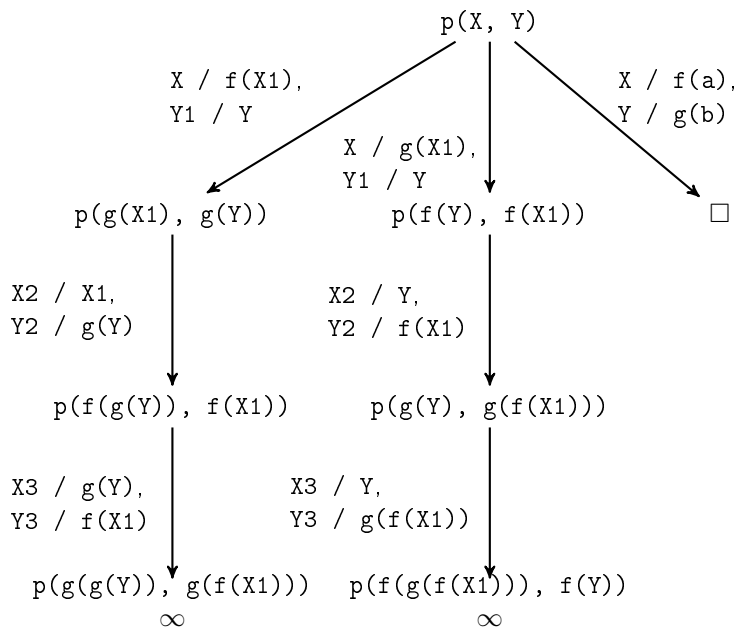 p(X, Y)
X / f(X1),
Y1 / Y
X / g(X1),
Y1 / Y
X / f(a),
Y / g(b)
p(g(X1), g(Y))
p(f(Y), f(X1))
□
X2 / X1,
Y2 / g(Y)
X2 / Y,
Y2 / f(X1)
p(f(g(Y)), f(X1))
p(g(Y), g(f(X1)))
X3 / g(Y),
Y3 / f(X1)
X3 / Y,
Y3 / g(f(X1))
p(g(g(Y)), g(f(X1)))
p(f(g(f(X1))), f(Y))
∞
∞